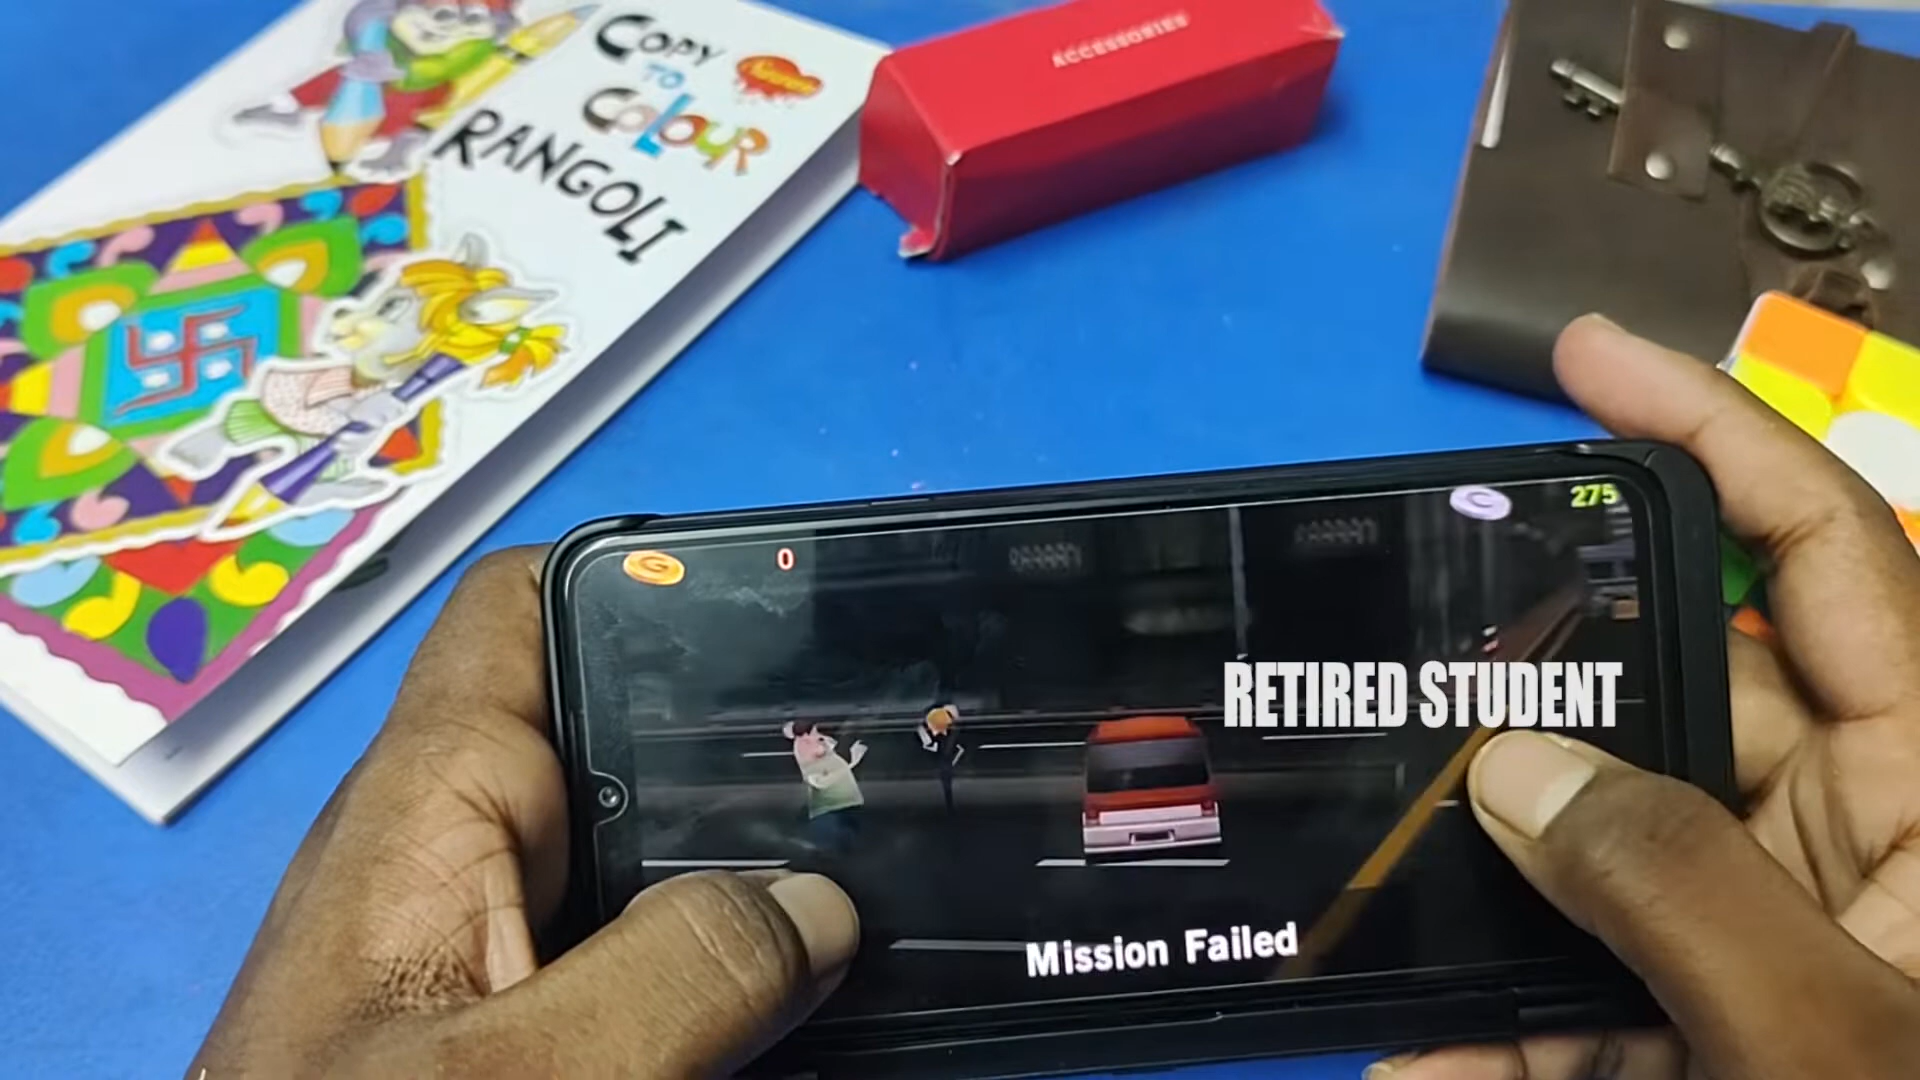 COPY
TO
COLOUR
RANGOLI
ACCESSORIES
275
0
RETIRED STUDENT
Mission Failed